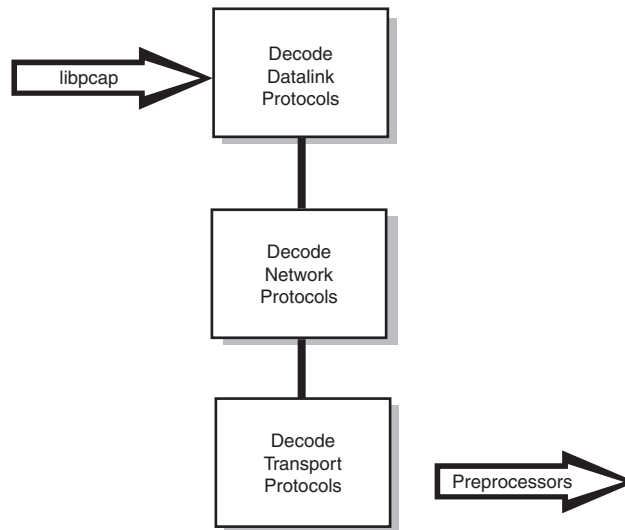 libpcap
Decode
Datalink
Protocols
Decode
Network
Protocols
Decode
Transport
Protocols
Preprocessors